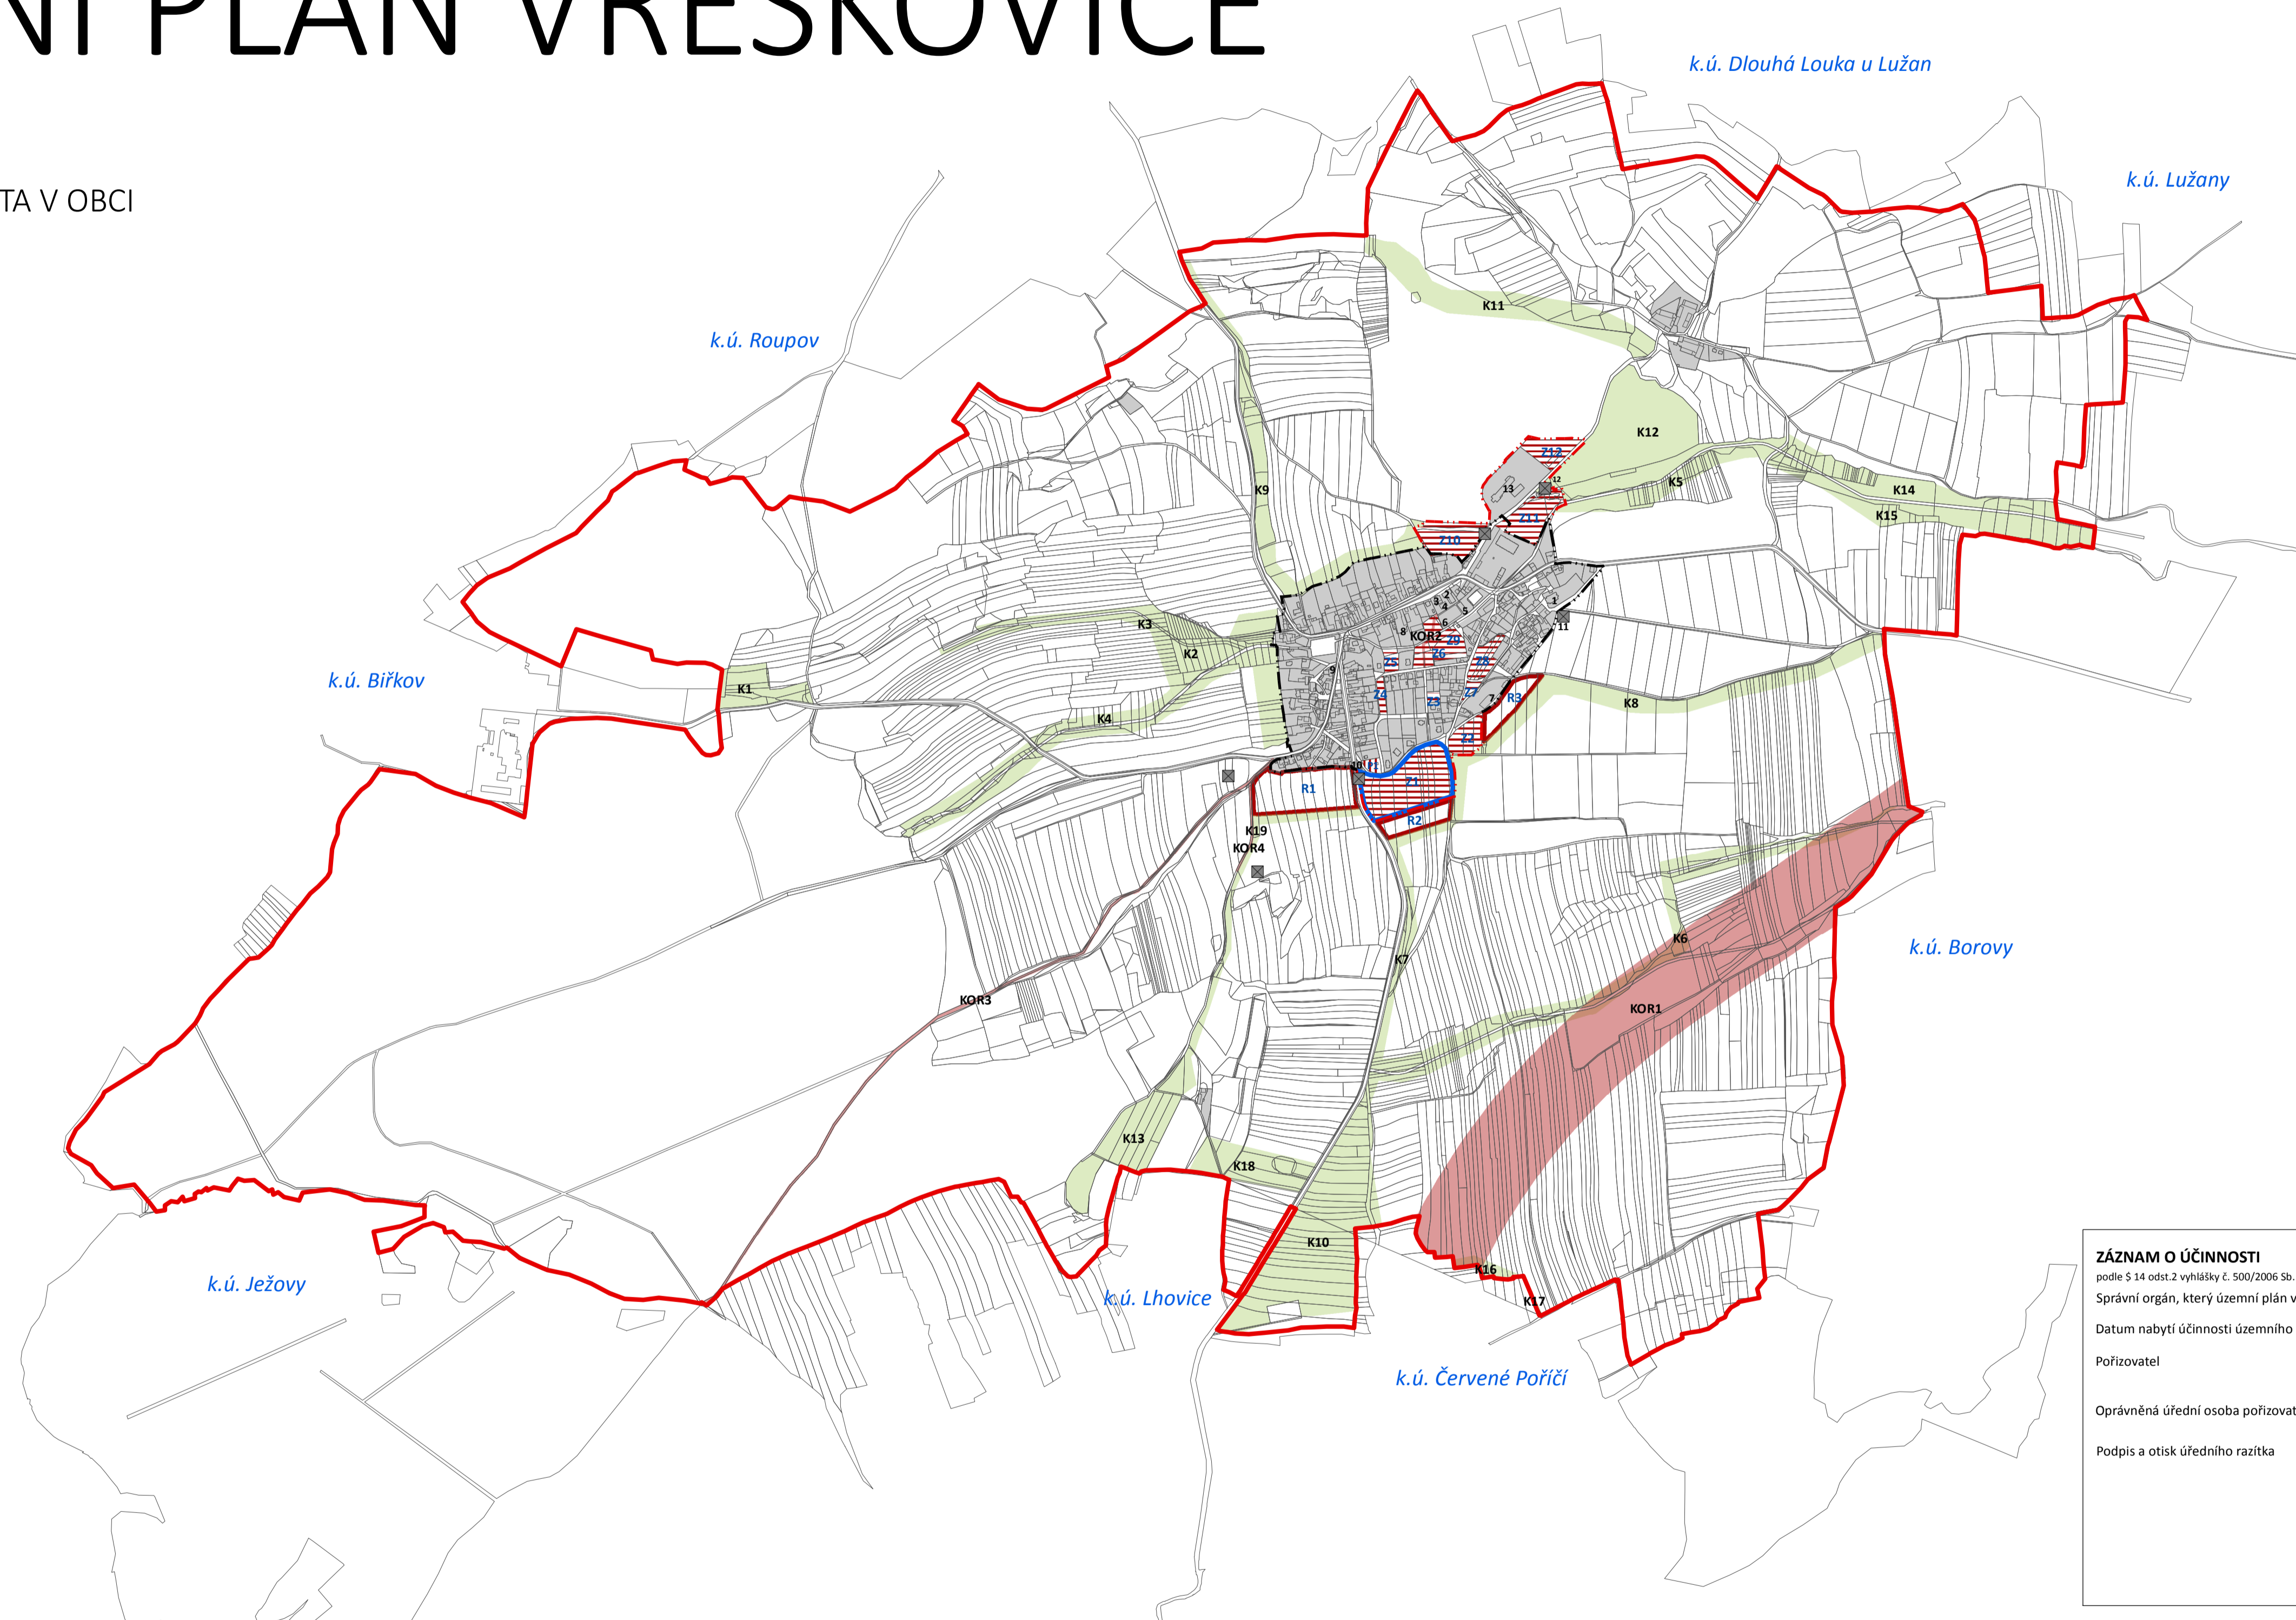 NÍ PLÁN VŘESKOVICE
TA V OBCI
k.ú. Dlouhá Louka u Lužan
k.ú. Lužany
k.ú. Roupov
k.ú. Biřkov
k.ú. Borovy
k.ú. Ježovy
k.ú. Lhovice
k.ú. Červené Poříčí
K11
K12
K9
K5
K14
K15
Z12
13
12
Z11
Z10
K3
K2
K1
K4
2
3
4
5
1
6
8
KOR2
Z9
11
Z5
Z6
Z8
9
Z4
Z3
Z7
7
R3
K8
Z2
10
R1
Z1
R2
K19
KOR4
K6
K7
KOR3
KOR1
K13
K18
K10
K16
K17
ZÁZNAM O ÚČINNOSTI
podle $ 14 odst.2 vyhlášky č. 500/2006 Sb.
Správní orgán, který územní plán v
Datum nabytí účinnosti územního
Pořizovatel
Oprávněná úřední osoba pořizovat
Podpis a otisk úředního razítka